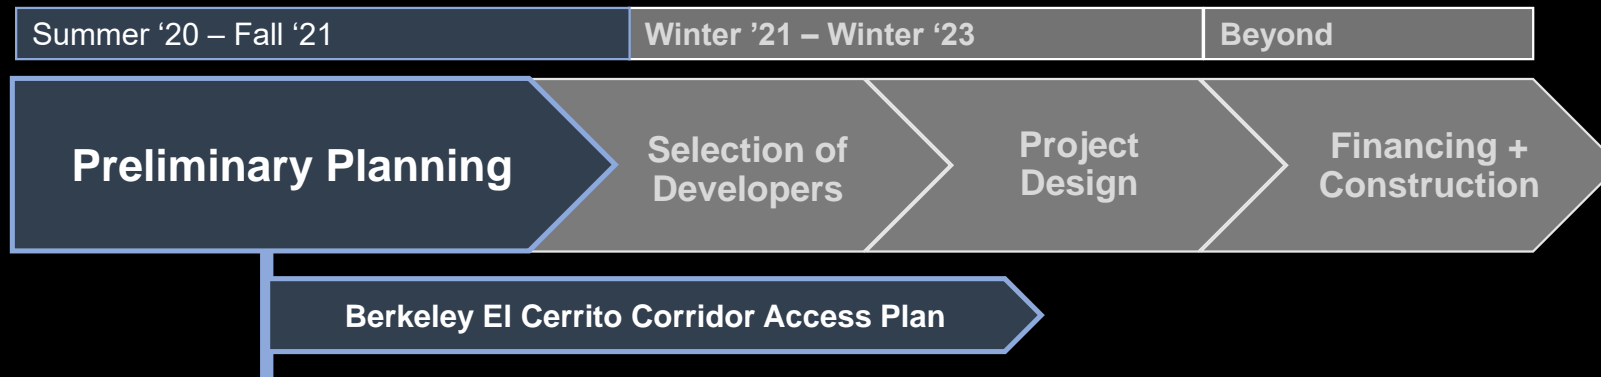 Summer ‘20 – Fall ‘21
Winter ’21 – Winter ‘23
Beyond
Preliminary Planning
Selection of
Developers
Project
Design
Financing +
Construction
Berkeley El Cerrito Corridor Access Plan